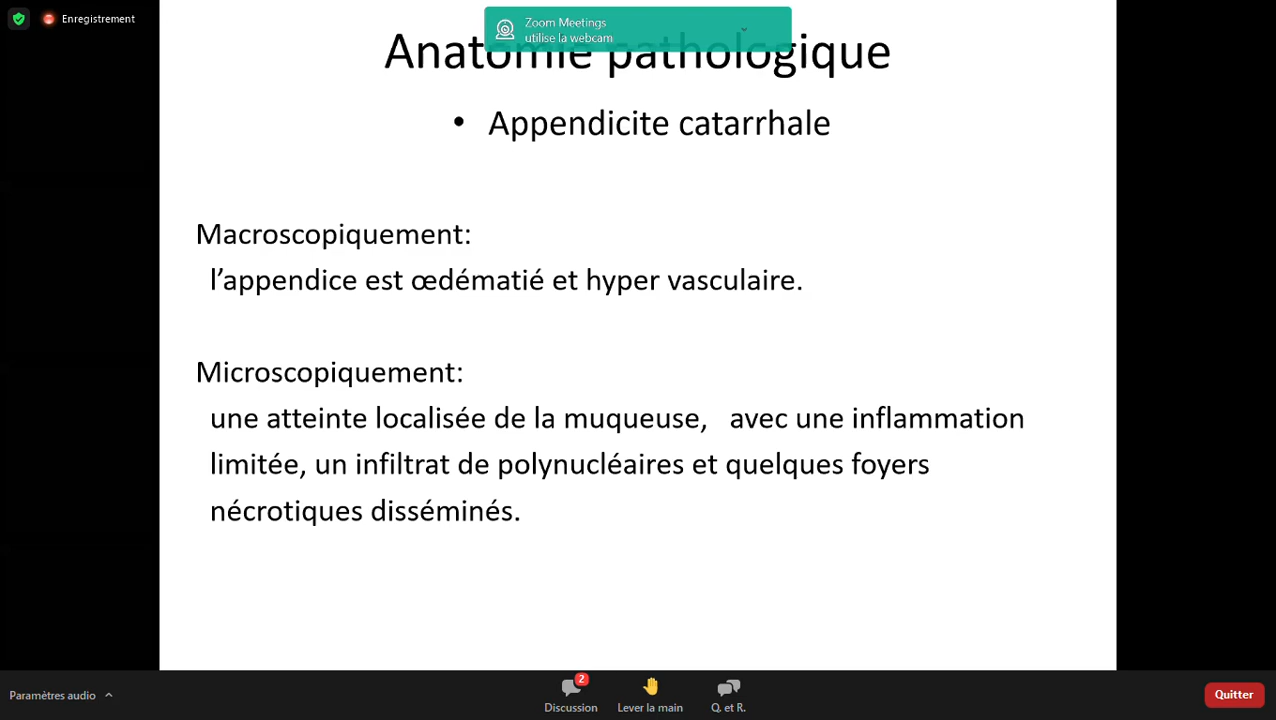 Enregistrement
Zoom Meetings
utilise la webcam
Anatomie pathologique
• Appendicite catarrhale
Macroscopiquement:
l’appendice est œdématié et hyper vasculaire.
Microscopiquement:
une atteinte localisée de la muqueuse, avec une inflammation
limitée, un infiltrat de polynucléaires et quelques foyers
nécrotiques disséminés.
Paramètres audio
2
Discussion
Lever la main
Q. et R.
Quitter